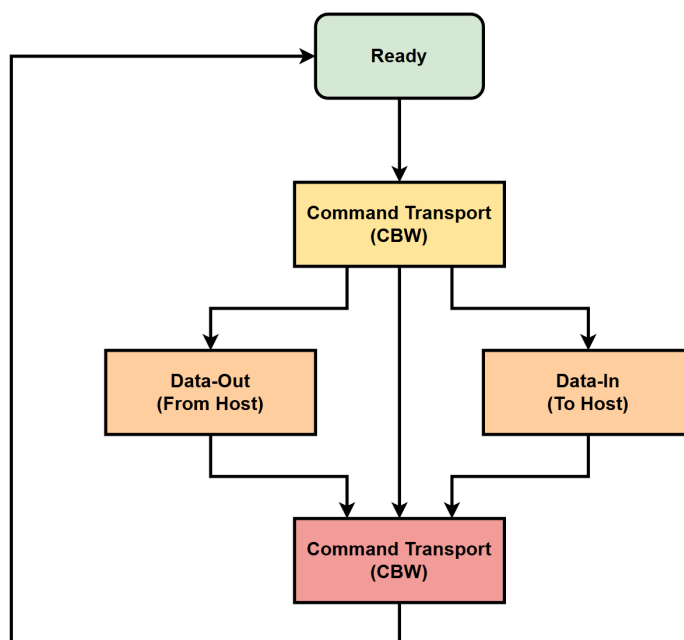 Ready
Command Transport
(CBW)
Data-Out
(From Host)
Data-In
(To Host)
Command Transport
(CBW)